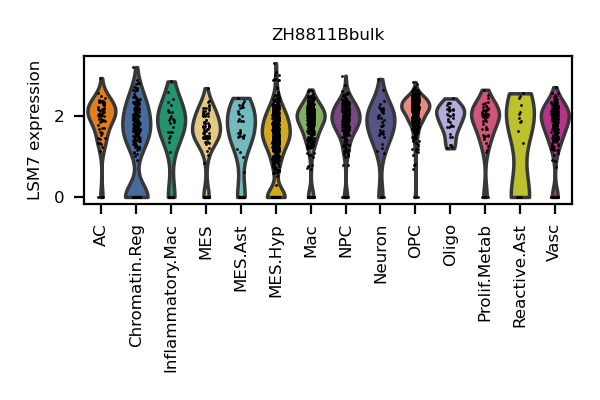 ZH8811Bbulk
LSM7 expression
2
0
AC
Chromatin.Reg
Inflammatory.Mac
MES
MES.Ast
MES.Hyp
Mac
NPC
Neuron
OPC
Oligo
Prolif.Metab
Reactive.Ast
Vasc